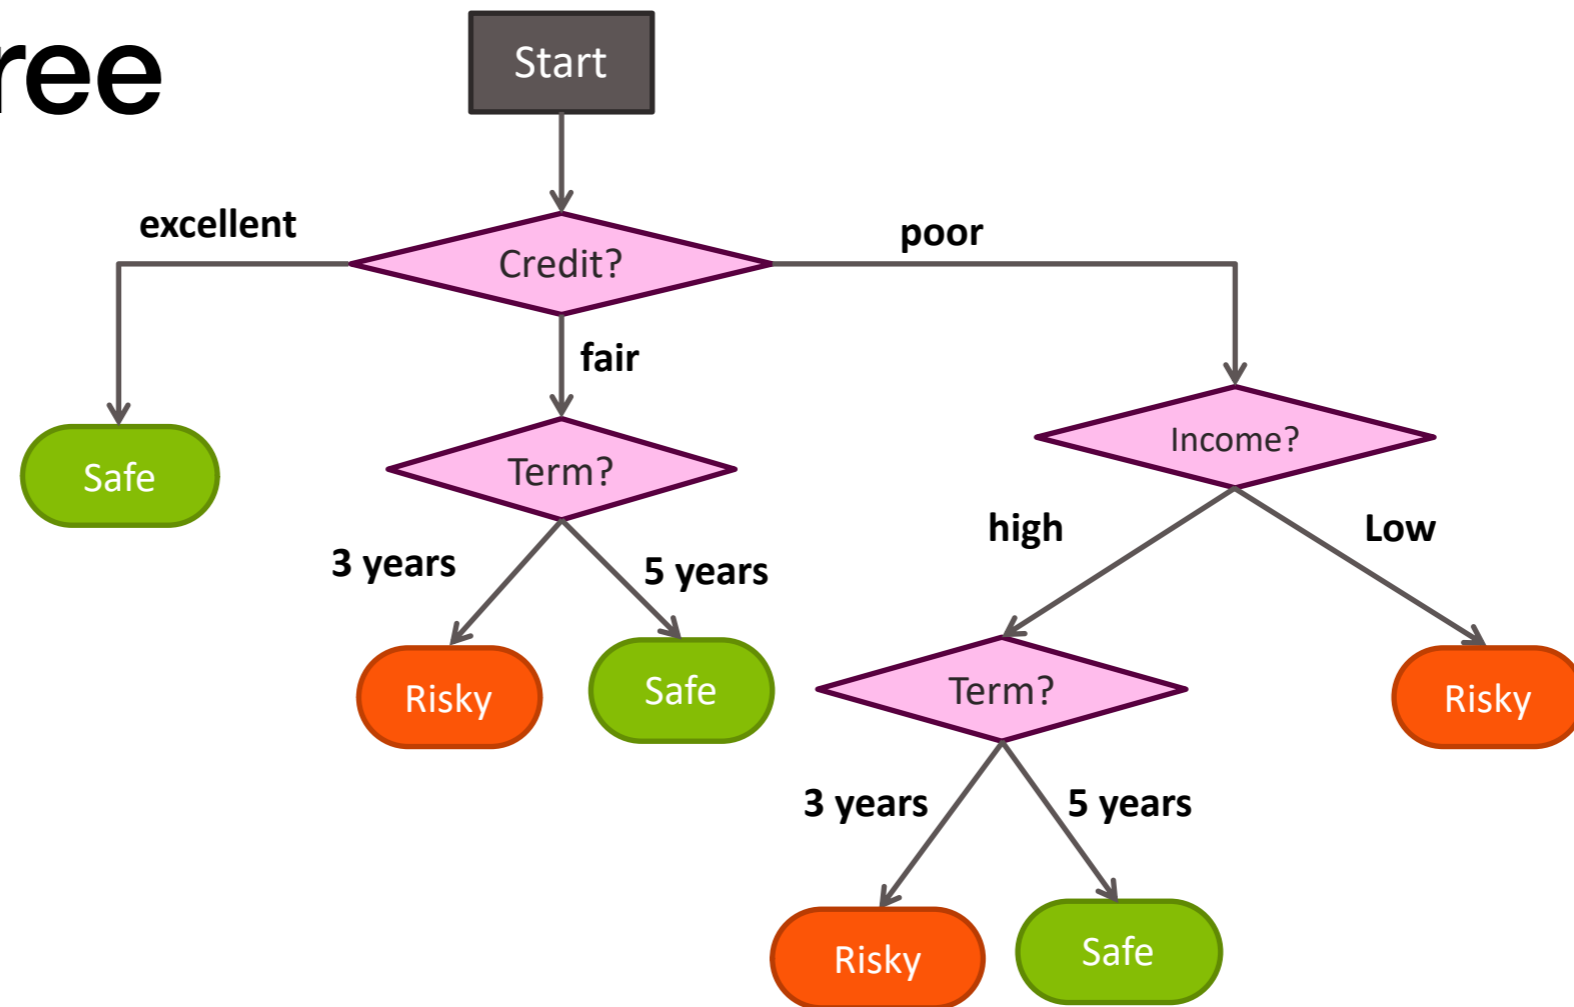 ree
Start
excellent
Credit?
poor
fair
Safe
Term?
Income?
3 years
5 years
high
Low
Risky
Safe
Term?
Risky
3 years
5 years
Risky
Safe